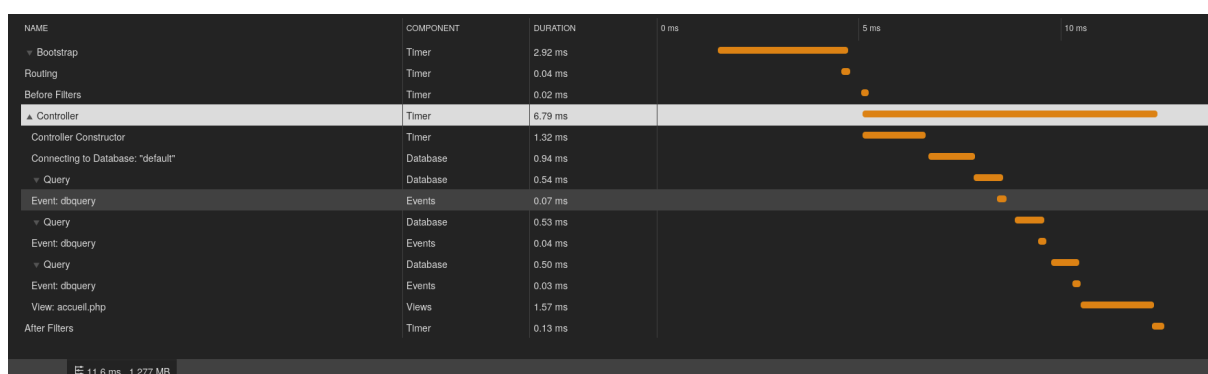 NAME COMPONENT DURATION 0 ms 5 ms 10 ms
Bootstrap Timer 2.92 ms
Routing Timer 0.04 ms
Before Filters Timer 0.02 ms
Controller Timer 6.79 ms
Controller Constructor Timer 1.32 ms
Connecting to Database: "default" Database 0.94 ms
Query Database 0.54 ms
Event: dbquery Events 0.07 ms
Query Database 0.53 ms
Event: dbquery Events 0.04 ms
Query Database 0.50 ms
Event: dbquery Events 0.03 ms
View: accueil.php Views 1.57 ms
After Filters Timer 0.13 ms
11.6 ms 1.277 MB